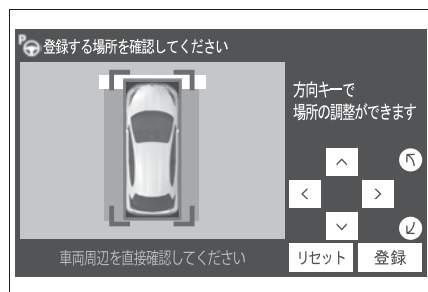 P
登録する場所を確認してください
方向キーで
場所の調整ができます
車両周辺を直接確認してください
リセット
登録